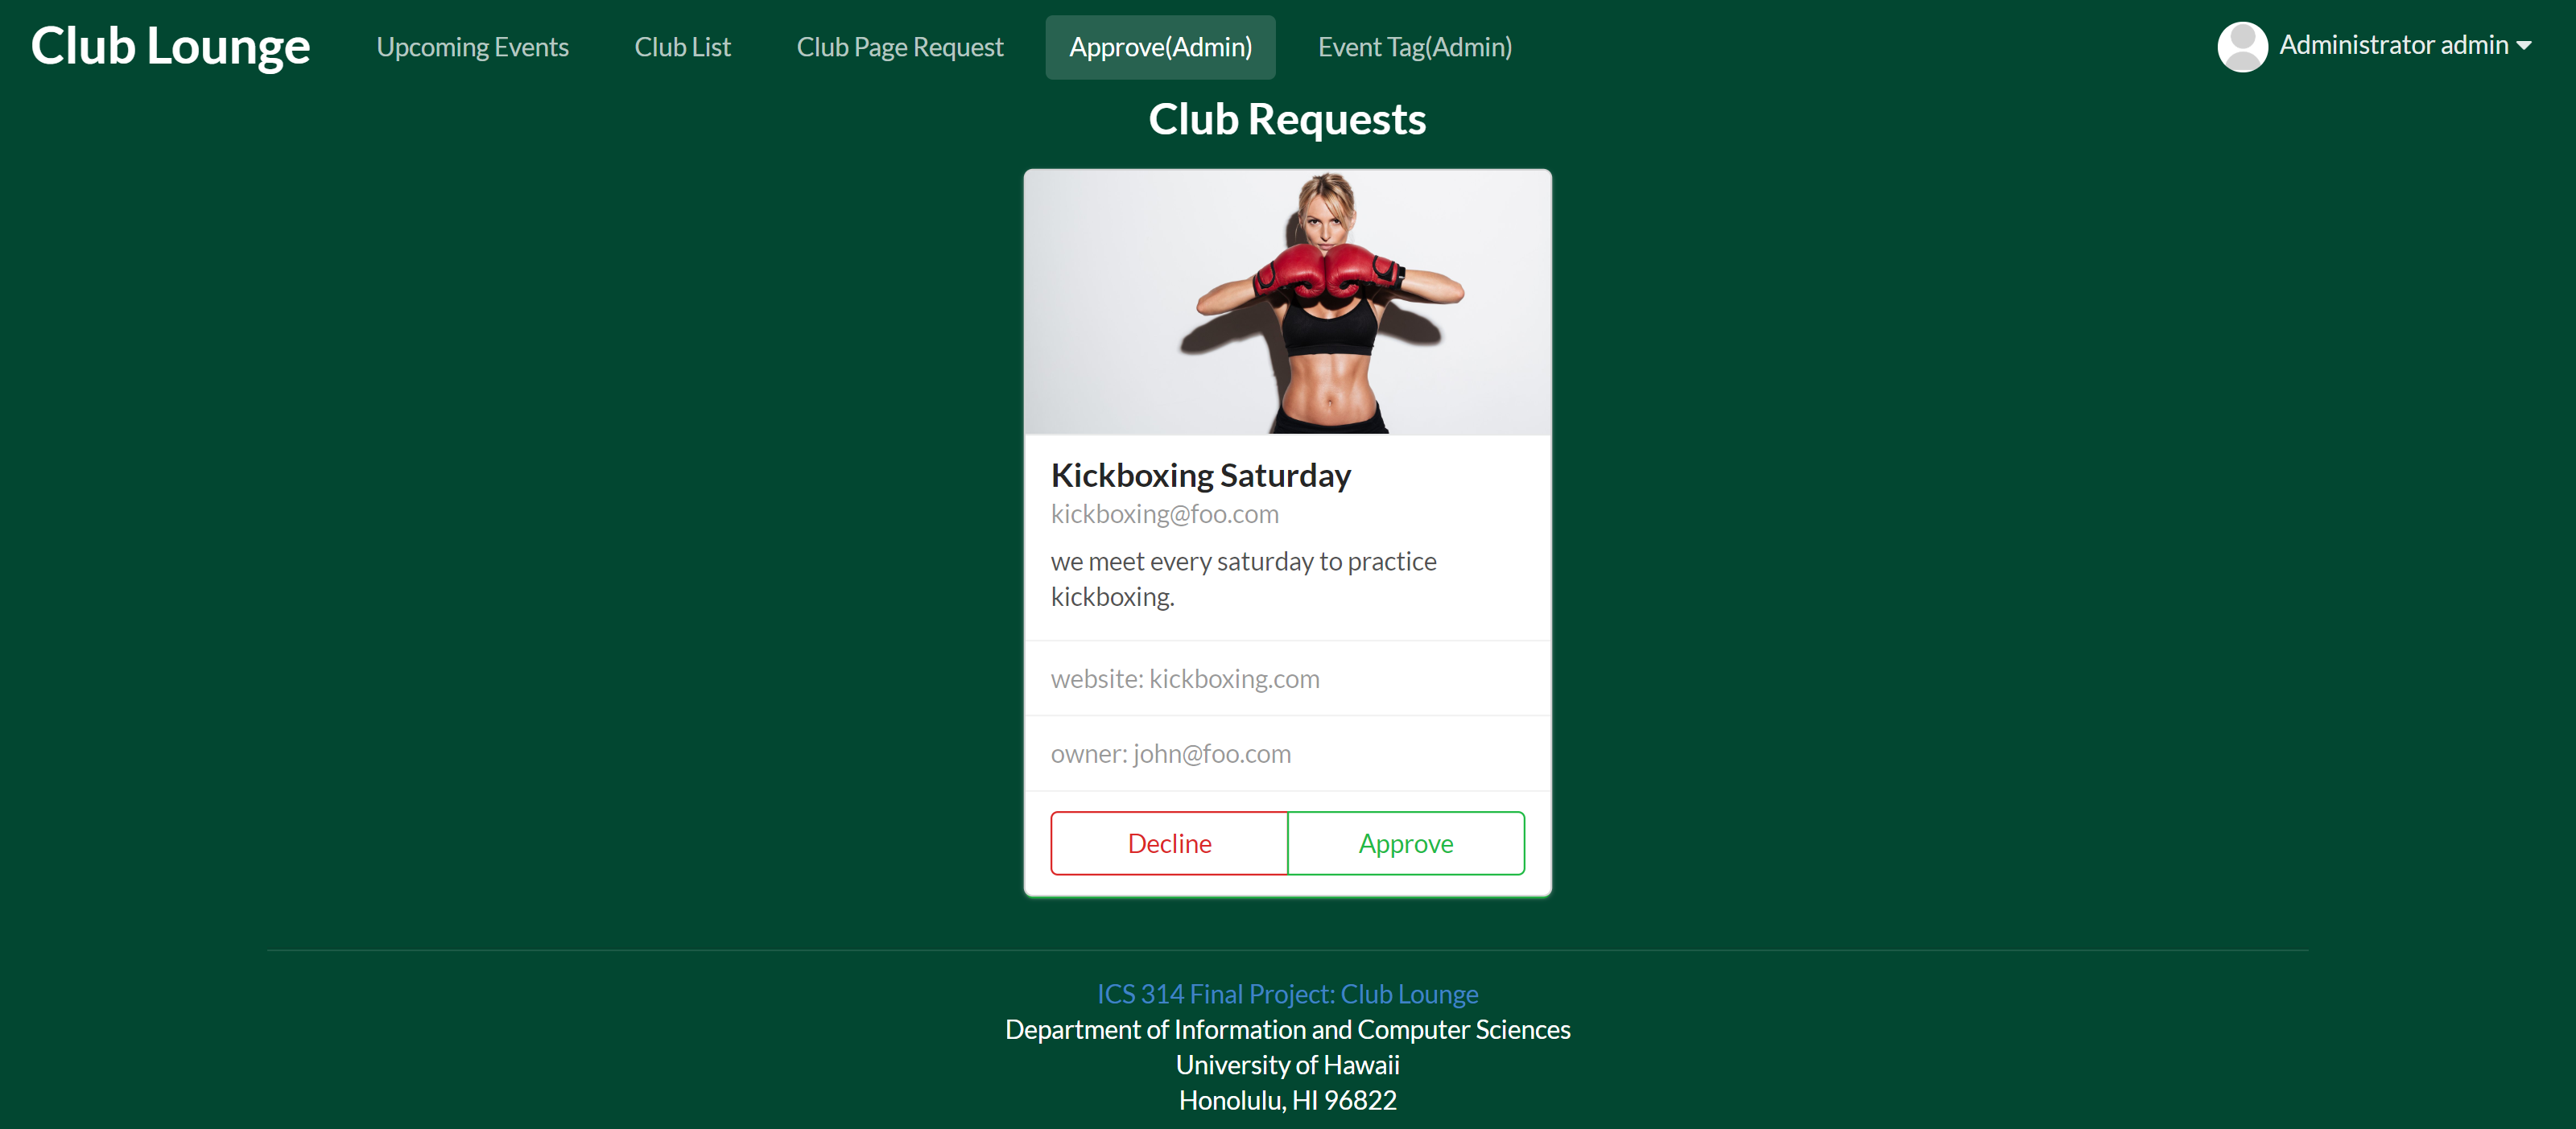 Club Lounge
Upcoming Events
Club List
Club Page Request
Approve(Admin)
Event Tag(Admin)
Administrator admin
Club Requests
Kickboxing Saturday
kickboxing@foo.com
we meet every saturday to practice
kickboxing.
website: kickboxing.com
owner: john@foo.com
Decline
Approve
ICS 314 Final Project: Club Lounge
Department of Information and Computer Sciences
University of Hawaii
Honolulu, HI 96822